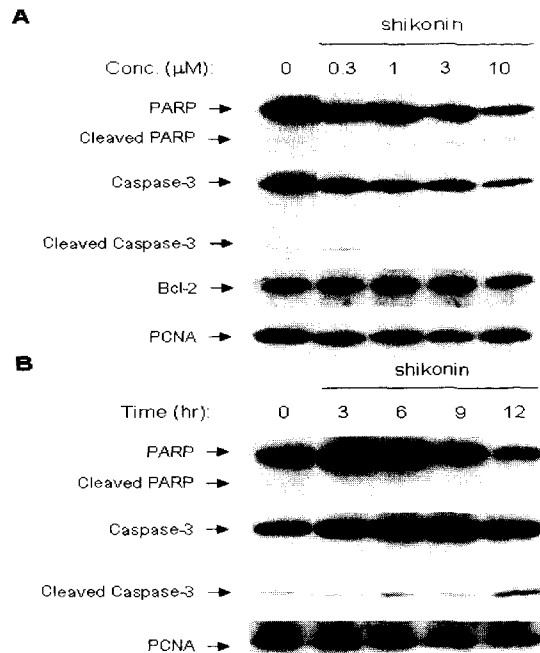 A
shikonin
Conc. (μM): 0 0.3 1 3 10
PARP
Cleaved PARP
Caspase-3
Cleaved Caspase-3
Bcl-2
PCNA
B
shikonin
Time (hr): 0 3 6 9 12
PARP
Cleaved PARP
Caspase-3
Cleaved Caspase-3
PCNA